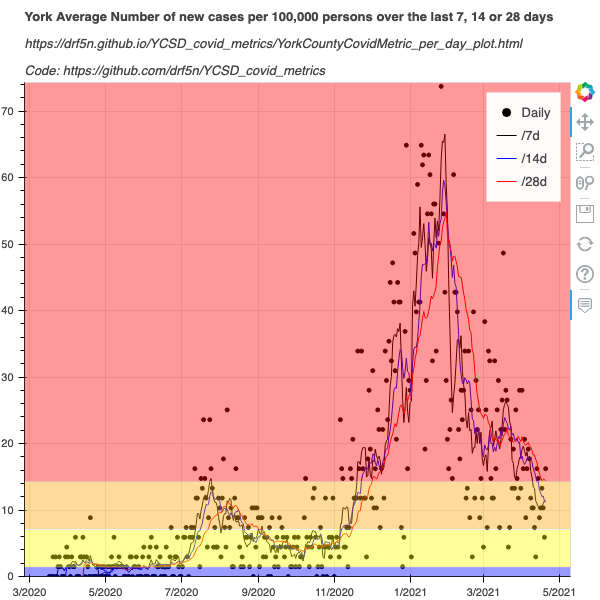 York Average Number of new cases per 100,000 persons over the last 7, 14 or 28 days
https://drf5n.github.io/YCSD_covid_metrics/YorkCountyCovidMetric_per_day_plot.html
Code: https://github.com/drf5n/YCSD_covid_metrics
Daily
/7d
/14d
/28d
70
60
50
40
30
20
10
0
3/2020 5/2020 7/2020 9/2020 11/2020 1/2021 3/2021 5/2021